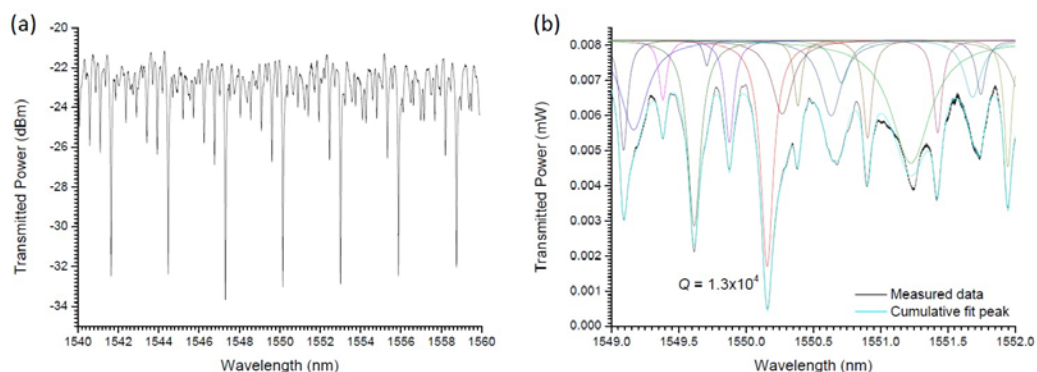 (a)
-20
-22
-24
-26
-28
-30
-32
-34
Transmitted Power (dBm)
1540 1542 1544 1546 1548 1550 1552 1554 1556 1558 1560
Wavelength (nm)
(b)
0.008
0.007
0.006
0.005
0.004
0.003
0.002
0.001
0.000
Transmitted Power (mW)
Q = 1.3x10⁴
Measured data
Cumulative fit peak
1549.0 1549.5 1550.0 1550.5 1551.0 1551.5 1552.0
Wavelength (nm)